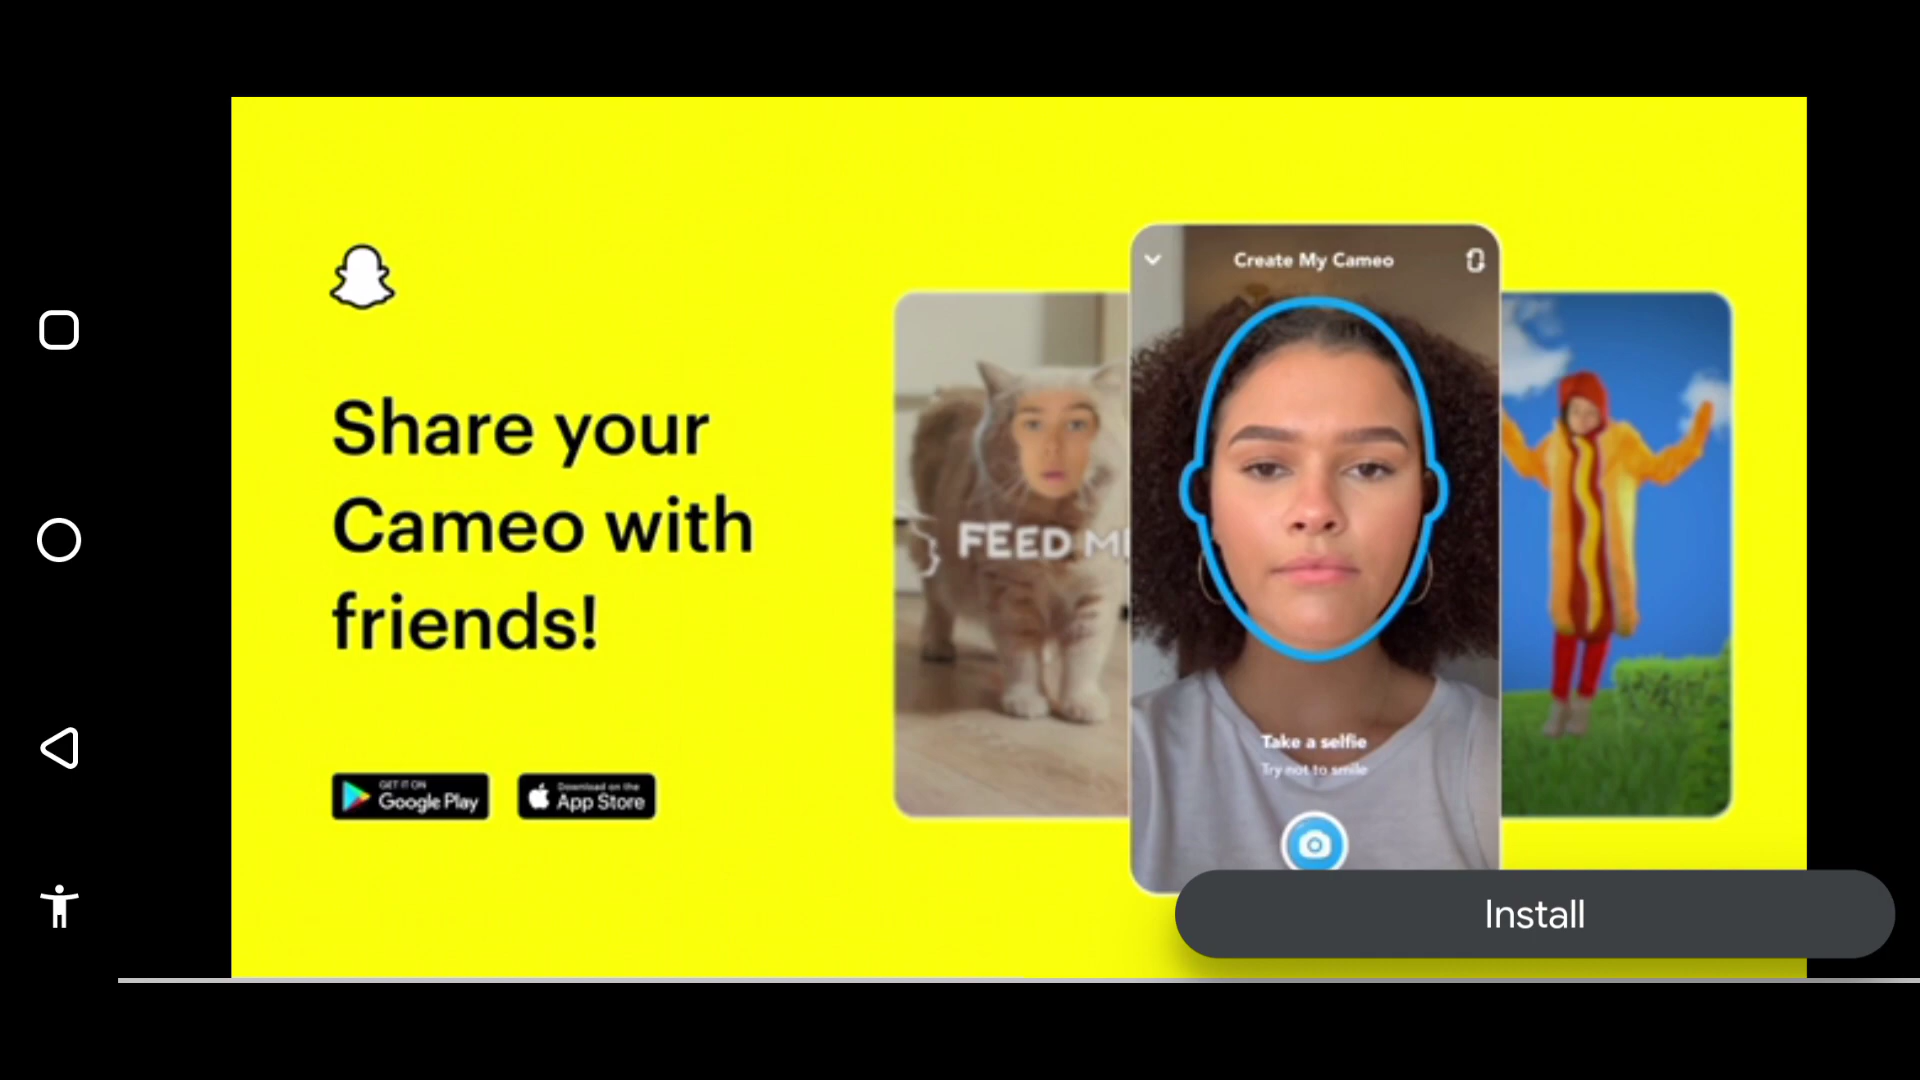 Share your
Cameo with
friends!
GET IT ON
Google Play
Download on the
App Store
FEED
Create My Cameo
Take a selfie
Try not to smile
Install